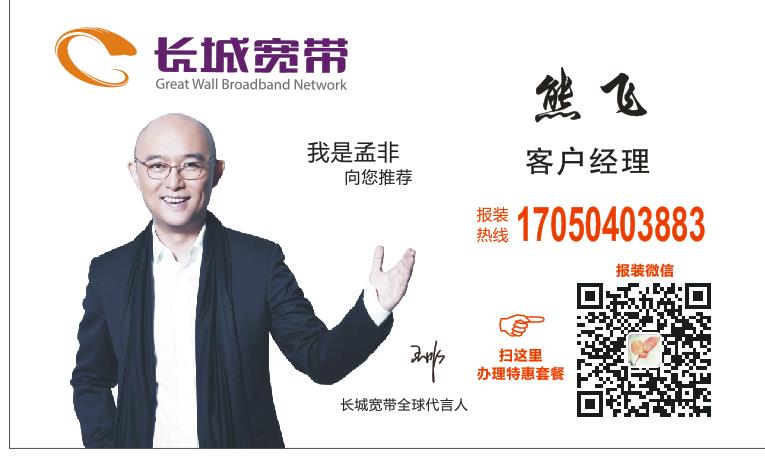 长城宽带
Great Wall Broadband Network
我是孟非
向您推荐
孟非
长城宽带全球代言人
熊飞
客户经理
报装
热线
17050403883
报装微信
扫这里
办理特惠套餐